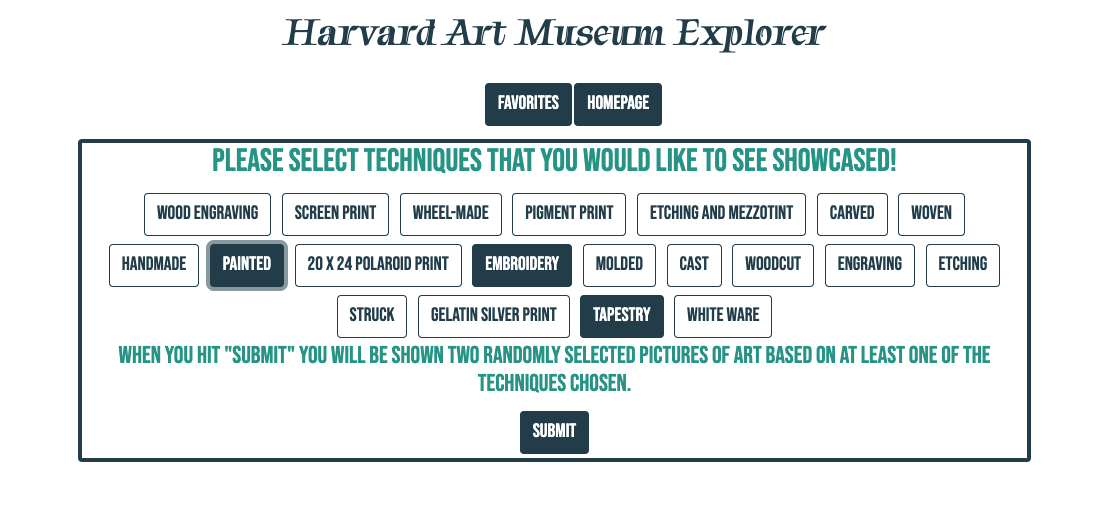 Harvard Art Museum Explorer
FAVORITES HOMEPAGE
PLEASE SELECT TECHNIQUES THAT YOU WOULD LIKE TO SEE SHOWCASED!
WOOD ENGRAVING SCREEN PRINT WHEEL-MADE PIGMENT PRINT ETCHING AND MEZZOTINT CARVED WOVEN
HANDMADE PAINTED 20 X 24 POLAROID PRINT EMBROIDERY MOLDED CAST WOODCUT ENGRAVING ETCHING
STRUCK GELATIN SILVER PRINT TAPESTRY WHITE WARE
WHEN YOU HIT "SUBMIT" YOU WILL BE SHOWN TWO RANDOMLY SELECTED PICTURES OF ART BASED ON AT LEAST ONE OF THE
TECHNIQUES CHOSEN.
SUBMIT